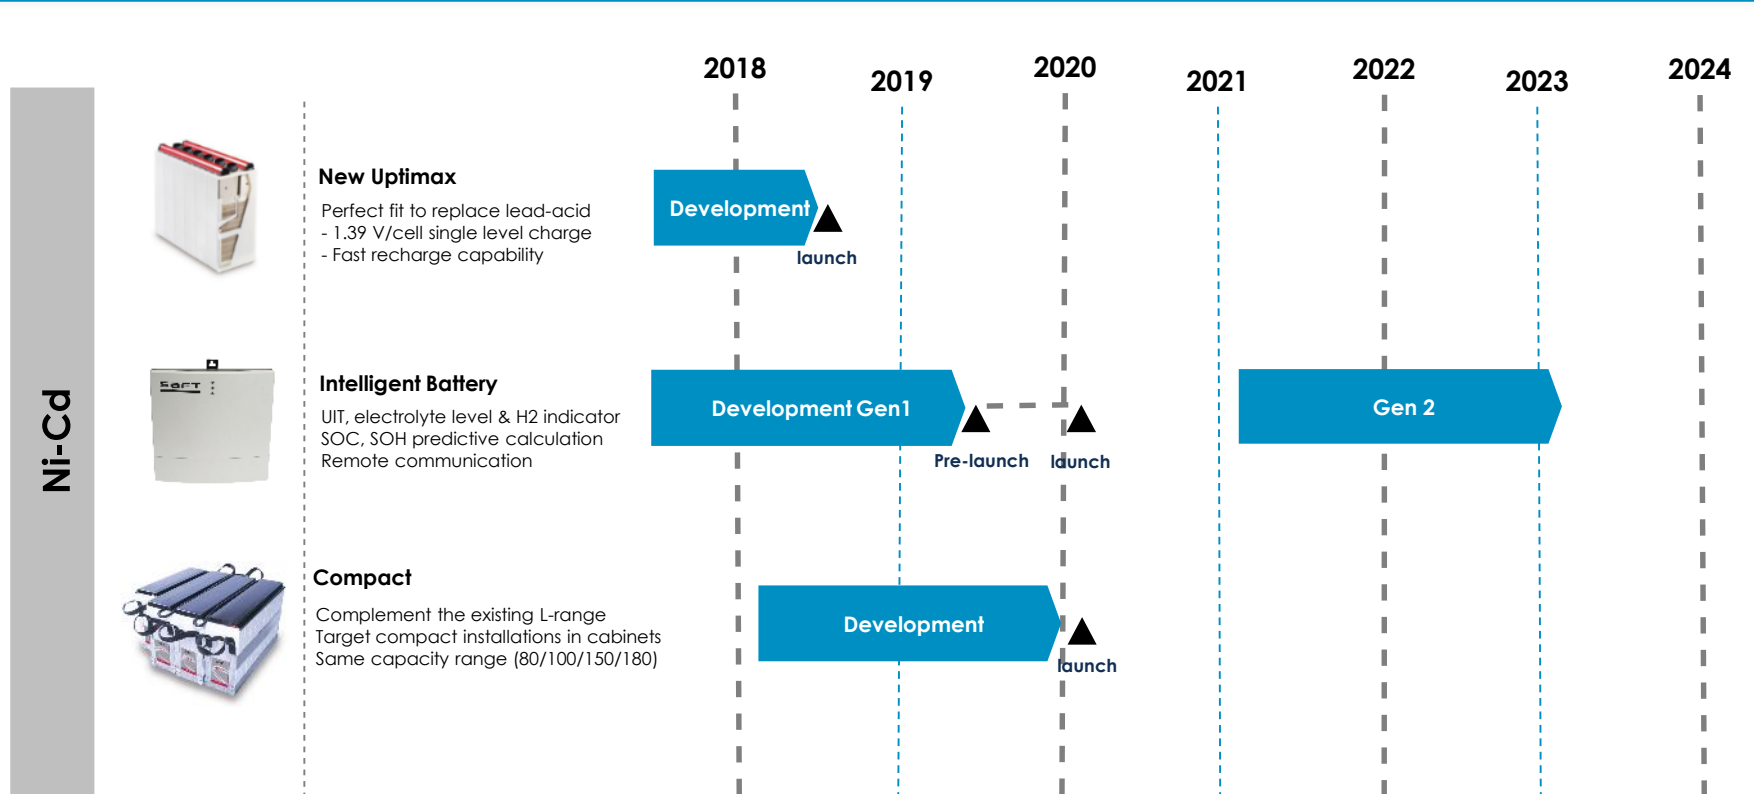 2018
2019
2020
2021
2022
2023
2024
Ni-Cd
New Uptimax
Perfect fit to replace lead-acid
- 1.39 V/cell single level charge
- Fast recharge capability
Development
launch
SAFT
Intelligent Battery
UIT, electrolyte level & H2 indicator
SOC, SOH predictive calculation
Remote communication
Development Gen1
Pre-launch
launch
Gen 2
Compact
Complement the existing L-range
Target compact installations in cabinets
Same capacity range (80/100/150/180)
Development
launch